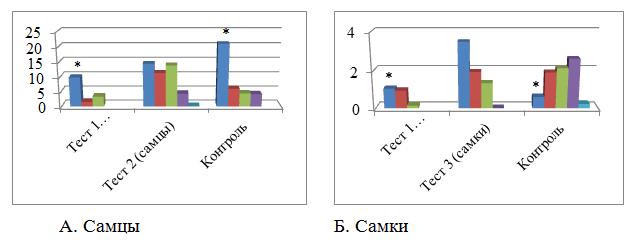 25
20
15
10
5
0
*
*
Тест 1…
Тест 2 (самцы)
Контроль
А. Самцы
4
2
0
*
*
Тест 1…
Тест 3 (самки)
Контроль
Б. Самки